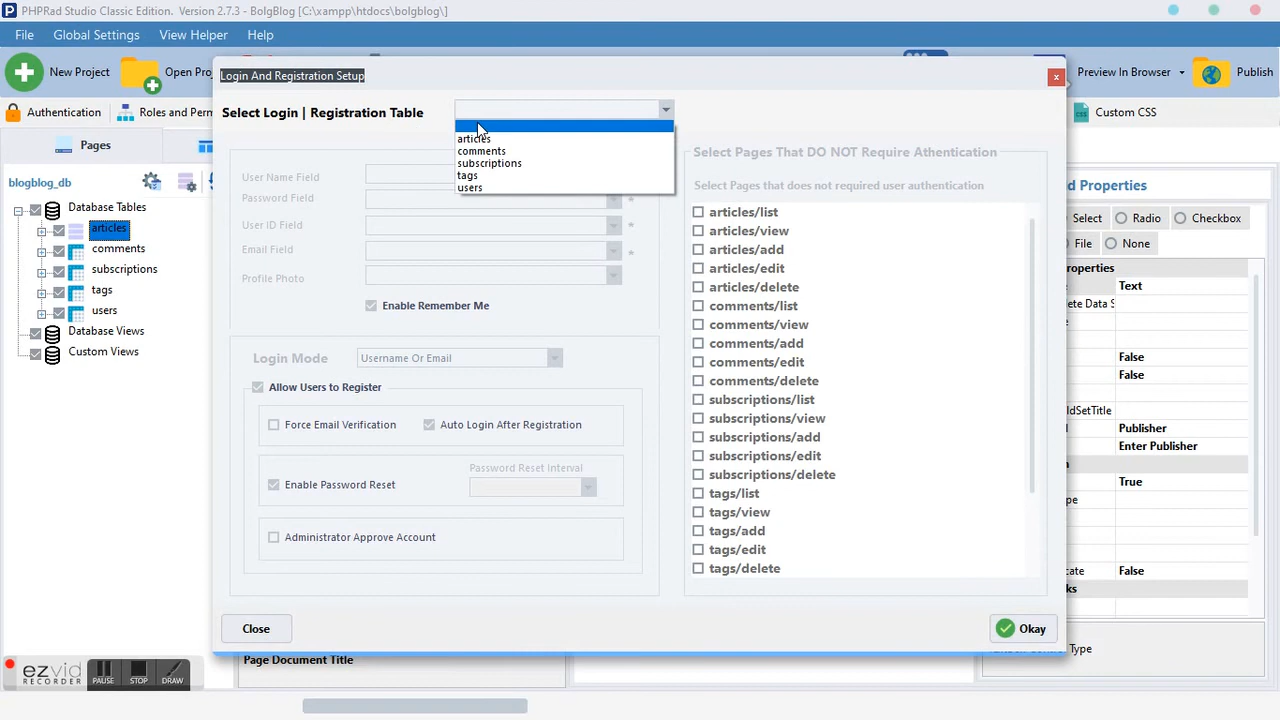 PHPRad Studio Classic Edition. Version 2.7.3 - BolgBlog [C:\xampp\htdocs\bolgblog\]
File Global Settings View Helper Help
New Project Open Proj Preview In Browser Publish
Authentication Roles and Perm Custom CSS
Pages
blogblog_db
Database Tables
articles
comments
subscriptions
tags
users
Database Views
Custom Views
Login And Registration Setup
x
Select Login | Registration Table
articles
comments
subscriptions
tags
users
User Name Field
Password Field *
User ID Field *
Email Field *
Profile Photo
Enable Remember Me
Login Mode Username Or Email
Allow Users to Register
Force Email Verification Auto Login After Registration
Password Reset Interval
Enable Password Reset
Administrator Approve Account
Select Pages That DO NOT Require Athentication
Select Pages that does not required user authentication
articles/list
articles/view
articles/add
articles/edit
articles/delete
comments/list
comments/view
comments/add
comments/edit
comments/delete
subscriptions/list
subscriptions/view
subscriptions/add
subscriptions/edit
subscriptions/delete
tags/list
tags/view
tags/add
tags/edit
tags/delete
Close Okay
d Properties
Select Radio Checkbox
File None
roperties
Text
lete Data S
False
False
ldSetTitle
Publisher
Enter Publisher
True
ype
cate False
ks
Control Type
Page Document Title
ezvid
RECORDER
PAUSE STOP DRAW